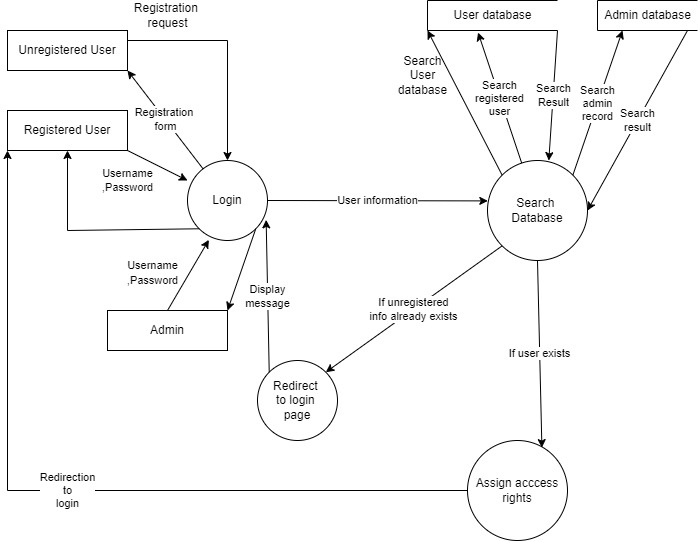 Registration
request
Unregistered User
User database
Admin database
Search
User
database
Search
registered
user
Search
Result
Search
admin
record
Search
result
Registration
form
Registered User
Username
,Password
Login
User information
Search
Database
Username
,Password
Display
message
If unregistered
info already exists
Admin
If user exists
Redirect
to login
page
Redirection
to
login
Assign acccess
rights